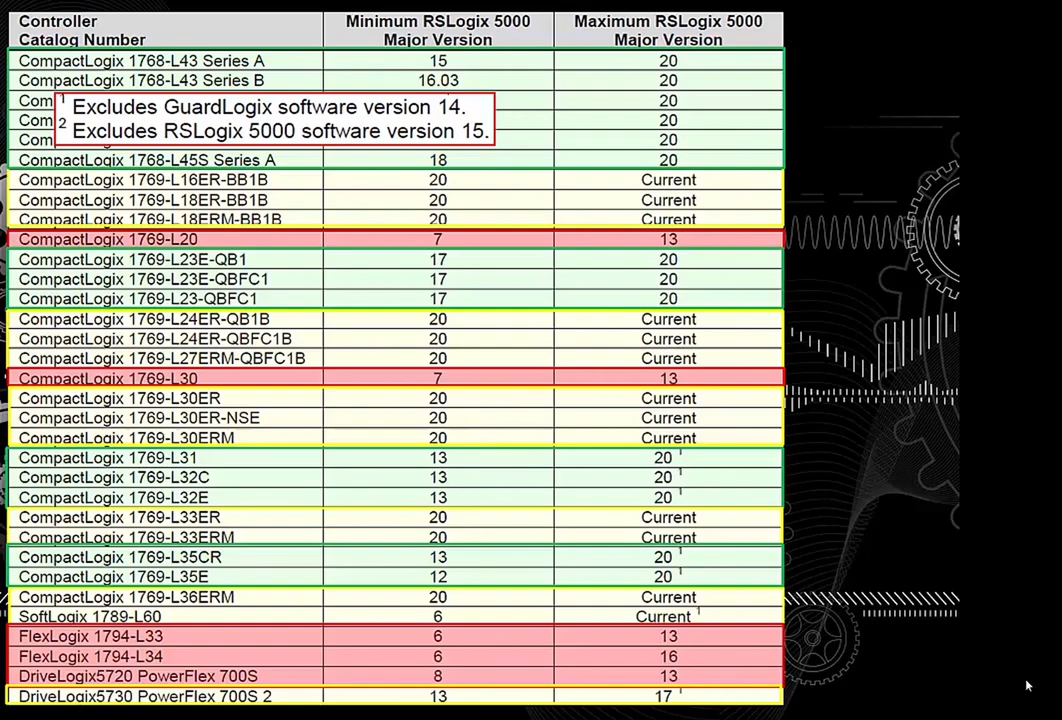 Controller Catalog Number Minimum RSLogix 5000 Major Version Maximum RSLogix 5000 Major Version
CompactLogix 1768-L43 Series A 15 20
CompactLogix 1768-L43 Series B 16.03 20
Com 20
Com 20
20
1 Excludes GuardLogix software version 14.
2 Excludes RSLogix 5000 software version 15.
CompactLogix 1768-L45S Series A 18 20
CompactLogix 1769-L16ER-BB1B 20 Current
CompactLogix 1769-L18ER-BB1B 20 Current
CompactLogix 1769-L18ERM-BB1B 20 Current
CompactLogix 1769-L20 7 13
CompactLogix 1769-L23E-QB1 17 20
CompactLogix 1769-L23E-QBFC1 17 20
CompactLogix 1769-L23-QBFC1 17 20
CompactLogix 1769-L24ER-QB1B 20 Current
CompactLogix 1769-L24ER-QBFC1B 20 Current
CompactLogix 1769-L27ERM-QBFC1B 20 Current
CompactLogix 1769-L30 7 13
CompactLogix 1769-L30ER 20 Current
CompactLogix 1769-L30ER-NSE 20 Current
CompactLogix 1769-L30ERM 20 Current
CompactLogix 1769-L31 13 20 1
CompactLogix 1769-L32C 13 20 1
CompactLogix 1769-L32E 13 20 1
CompactLogix 1769-L33ER 20 Current
CompactLogix 1769-L33ERM 20 Current
CompactLogix 1769-L35CR 13 20 1
CompactLogix 1769-L35E 12 20 1
CompactLogix 1769-L36ERM 20 Current
SoftLogix 1789-L60 6 Current 1
FlexLogix 1794-L33 6 13
FlexLogix 1794-L34 6 16
DriveLogix5720 PowerFlex 700S 8 13
DriveLogix5730 PowerFlex 700S 2 13 17 1